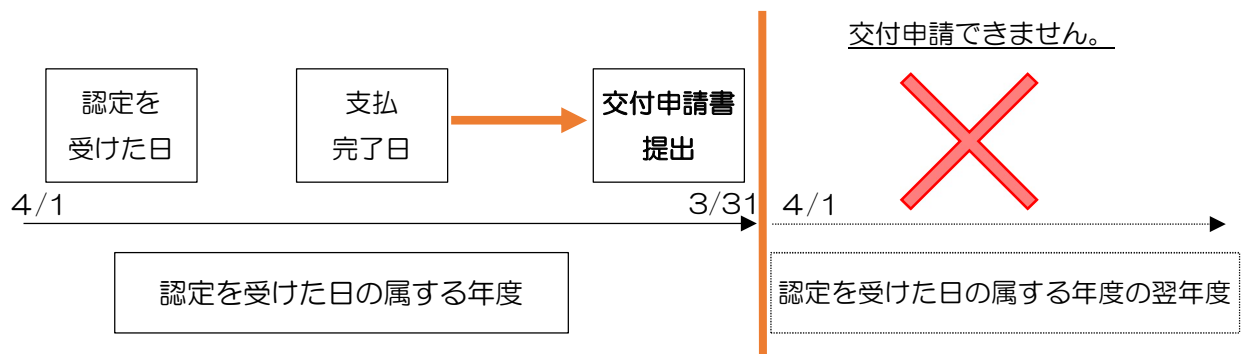 交付申請できません。
認定を
受けた日
支払
完了日
交付申請書
提出
4/1
3/31
4/1
認定を受けた日の属する年度
認定を受けた日の属する年度の翌年度